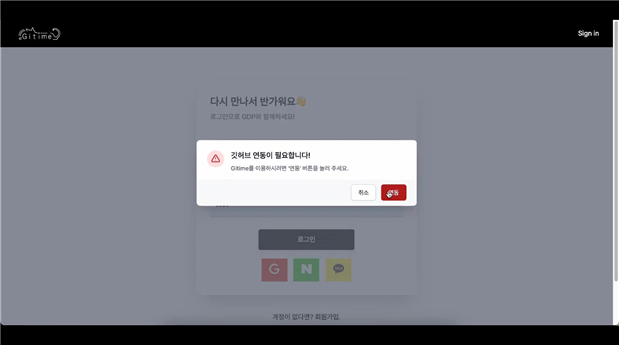 Gitime
Sign in
다시 만나서 반가워요👋
로그인으로 GDP와 함께하세요!
깃허브 연동이 필요합니다!
Gitime를 이용하시려면 '연동' 버튼을 눌러 주세요.
취소
연동
로그인
G
N
계정이 없다면? 회원가입.